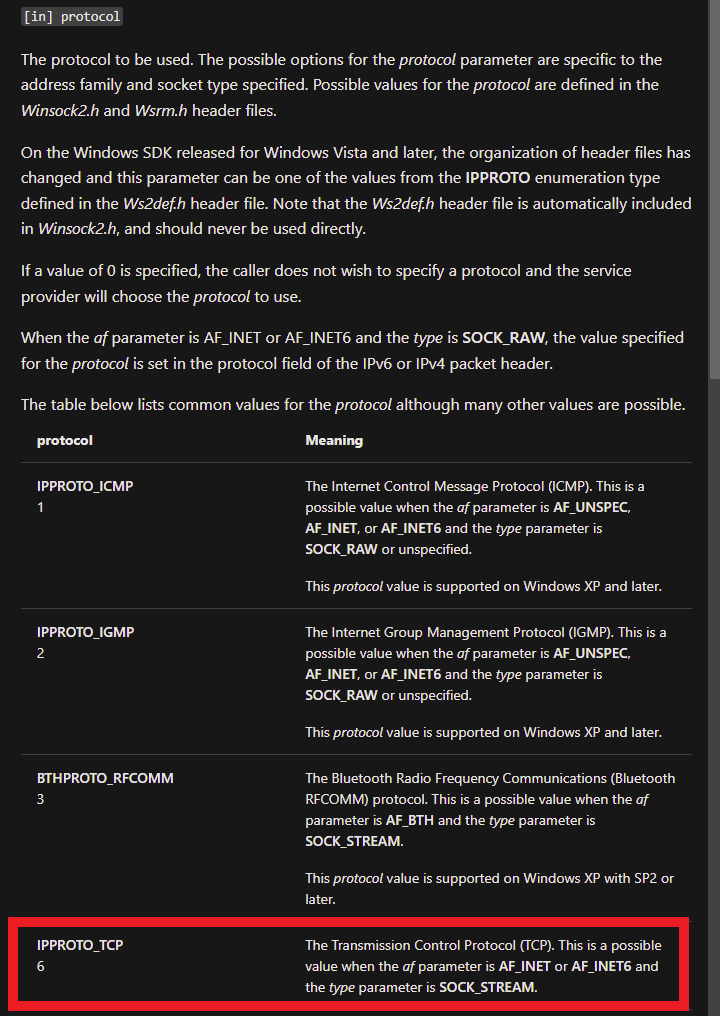 [in] protocol
The protocol to be used. The possible options for the protocol parameter are specific to the
address family and socket type specified. Possible values for the protocol are defined in the
Winsock2.h and Wsrm.h header files.
On the Windows SDK released for Windows Vista and later, the organization of header files has
changed and this parameter can be one of the values from the IPPROTO enumeration type
defined in the Ws2def.h header file. Note that the Ws2def.h header file is automatically included
in Winsock2.h, and should never be used directly.
If a value of 0 is specified, the caller does not wish to specify a protocol and the service
provider will choose the protocol to use.
When the af parameter is AF_INET or AF_INET6 and the type is SOCK_RAW, the value specified
for the protocol is set in the protocol field of the IPv6 or IPv4 packet header.
The table below lists common values for the protocol although many other values are possible.
protocol Meaning
IPPROTO_ICMP The Internet Control Message Protocol (ICMP). This is a
1 possible value when the af parameter is AF_UNSPEC,
AF_INET, or AF_INET6 and the type parameter is
SOCK_RAW or unspecified.
This protocol value is supported on Windows XP and later.
IPPROTO_IGMP The Internet Group Management Protocol (IGMP). This is a
2 possible value when the af parameter is AF_UNSPEC,
AF_INET, or AF_INET6 and the type parameter is
SOCK_RAW or unspecified.
This protocol value is supported on Windows XP and later.
BTHPROTO_RFCOMM The Bluetooth Radio Frequency Communications (Bluetooth
3 RFCOMM) protocol. This is a possible value when the af
parameter is AF_BTH and the type parameter is
SOCK_STREAM.
This protocol value is supported on Windows XP with SP2 or
later.
IPPROTO_TCP The Transmission Control Protocol (TCP). This is a possible
6 value when the af parameter is AF_INET or AF_INET6 and
the type parameter is SOCK_STREAM.